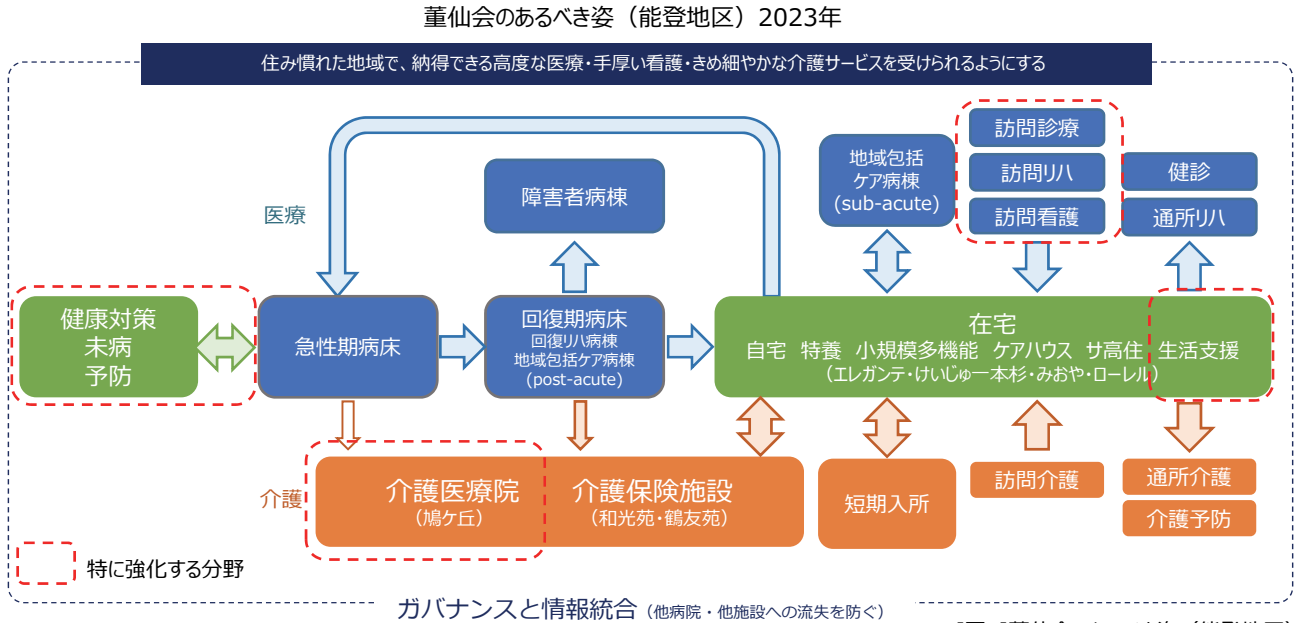 董仙会のあるべき姿（能登地区）2023年
住み慣れた地域で、納得できる高度な医療・手厚い看護・きめ細やかな介護サービスを受けられるようにする
訪問診療
訪問リハ
訪問看護
地域包括
ケア病棟
(sub-acute)
健診
通所リハ
障害者病棟
医療
健康対策
未病
予防
急性期病床
回復期病床
回復リハ病棟
地域包括ケア病棟
(post-acute)
在宅
自宅 特養 小規模多機能 ケアハウス サ高住 生活支援
（エレガンテ・けいじゅ一本杉・みおや・ローレル）
介護
介護医療院
（鳩ケ丘）
介護保険施設
（和光苑・鶴友苑）
短期入所
訪問介護
通所介護
介護予防
特に強化する分野
ガバナンスと情報統合（他病院・他施設への流失を防ぐ）